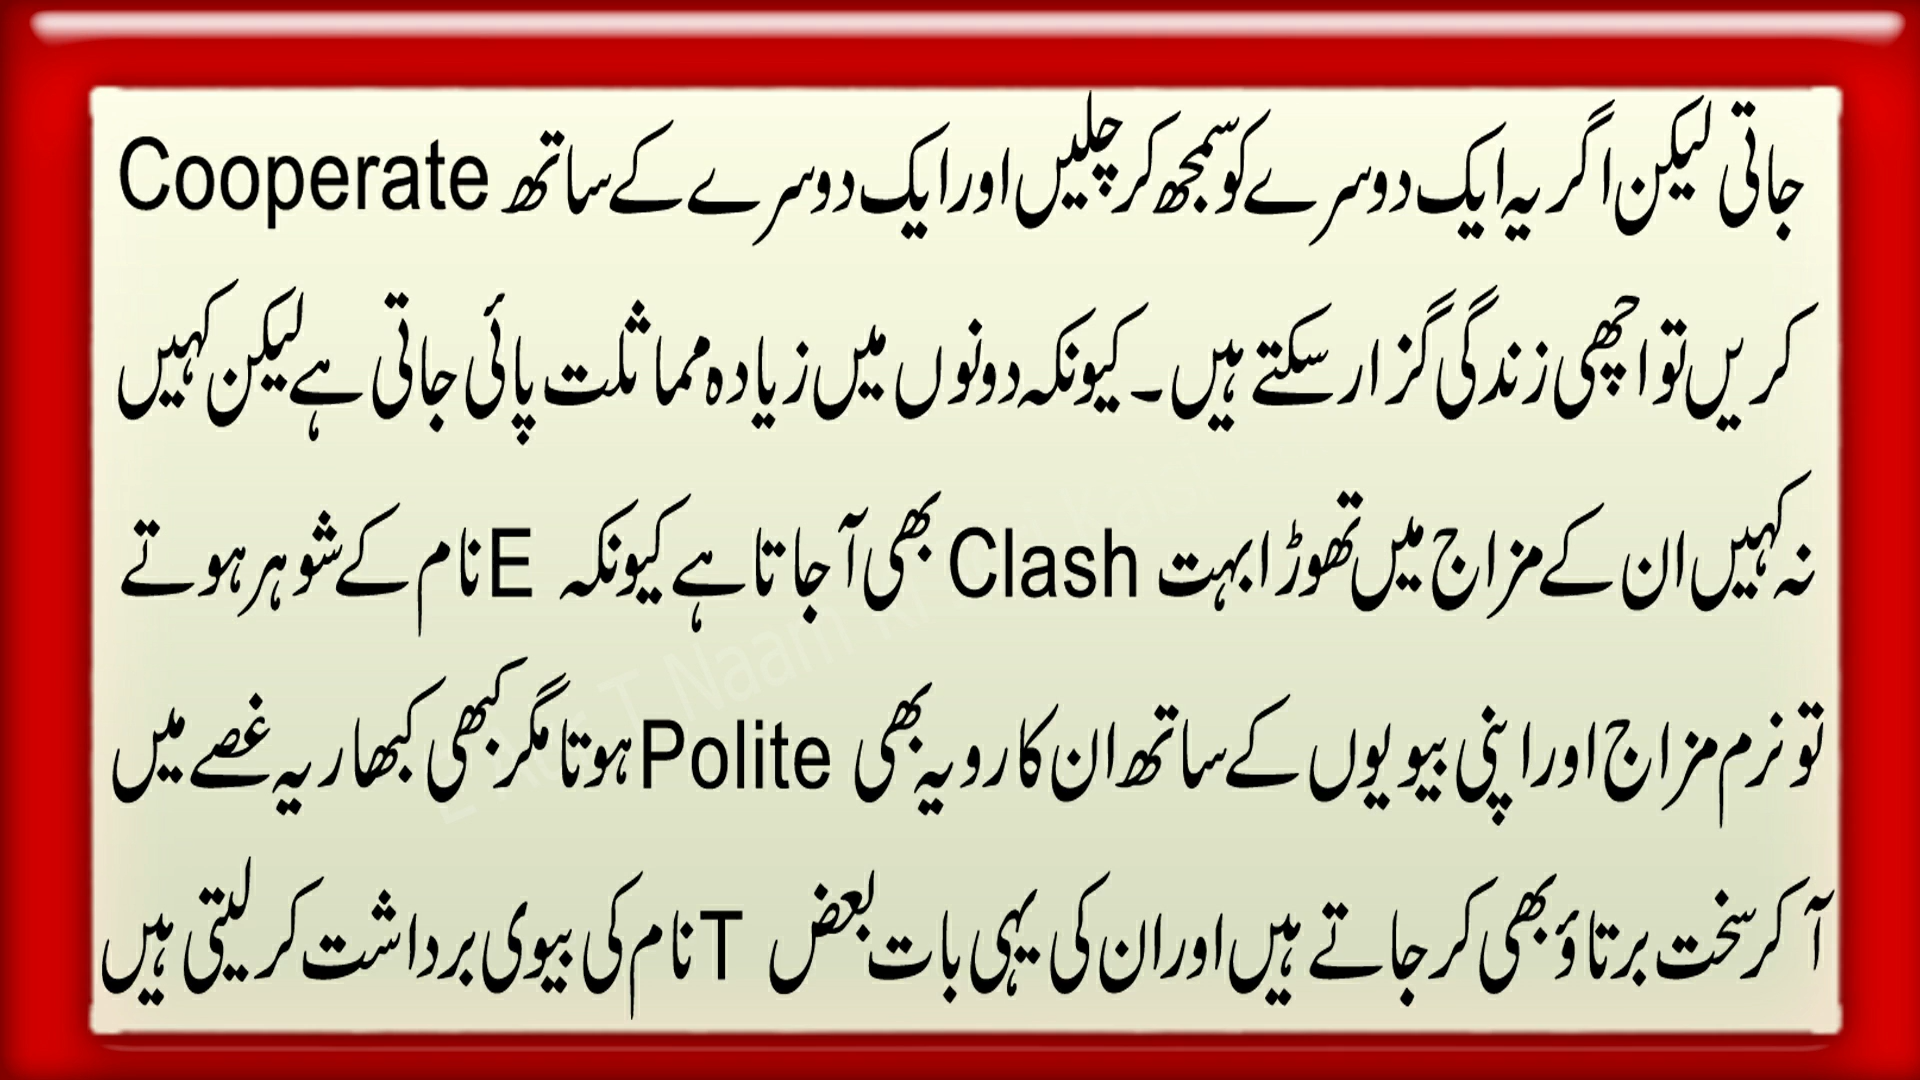 جاتی لیکن اگر یہ ایک دوسرے کو سمجھ کر چلیں اور ایک دوسرے کے ساتھ Cooperate
کریں تو اچھی زندگی گزار سکتے ہیں۔ کیونکہ دونوں میں زیادہ مماثلت پائی جاتی ہے لیکن کہیں
نہ کہیں ان کے مزاج میں تھوڑا بہت Clash بھی آ جاتا ہے کیونکہ E نام کے شوہر ہوتے
تو نرم مزاج اور اپنی بیویوں کے ساتھ ان کا رویہ بھی Polite ہوتا مگر کبھی کبھار یہ غصے میں
آ کر سخت برتاؤ بھی کر جاتے ہیں اور ان کی یہی بات بعض T نام کی بیوی برداشت کر لیتی ہیں